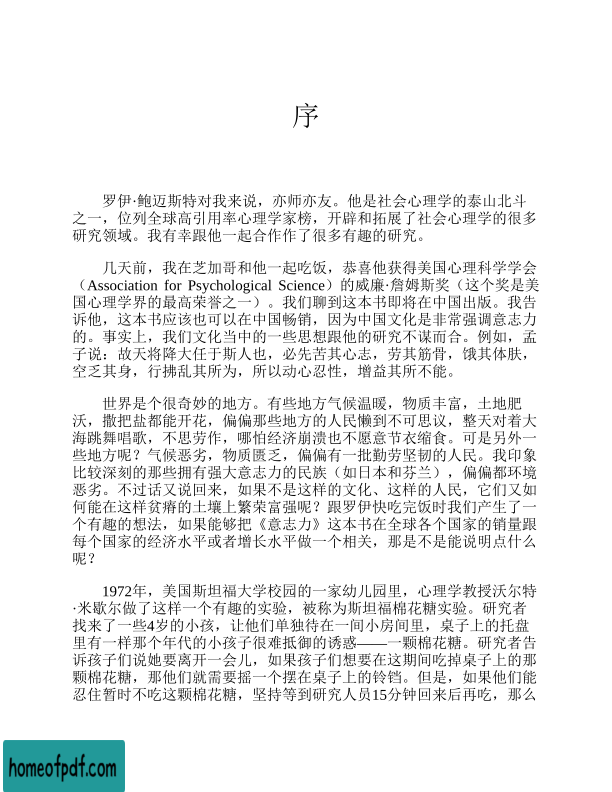 序
罗伊·鲍迈斯特对我来说，亦师亦友。他是社会心理学的泰山北斗
之一，位列全球高引用率心理学家榜，开辟和拓展了社会心理学的很多
研究领域。我有幸跟他一起合作作了很多有趣的研究。
几天前，我在芝加哥和他一起吃饭，恭喜他获得美国心理科学学会
（Association for Psychological Science）的威廉·詹姆斯奖（这个奖是美
国心理学界的最高荣誉之一）。我们聊到这本书即将在中国出版。我告
诉他，这本书应该也可以在中国畅销，因为中国文化是非常强调意志力
的。事实上，我们文化当中的一些思想跟他的研究不谋而合。例如，孟
子说：故天将降大任于斯人也，必先苦其心志，劳其筋骨，饿其体肤，
空乏其身，行拂乱其所为，所以动心忍性，增益其所不能。
世界是个很奇妙的地方。有些地方气候温暖，物质丰富，土地肥
沃，撒把盐都能开花，偏偏那些地方的人民懒到不可思议，整天对着大
海跳舞唱歌，不思劳作，哪怕经济崩溃也不愿意节衣缩食。可是另外一
些地方呢？气候恶劣，物质匮乏，偏偏有一批勤劳坚韧的人民。我印象
比较深刻的那些拥有强大意志力的民族（如日本和芬兰），偏偏都环境
恶劣。不过话又说回来，如果不是这样的文化、这样的人民，它们又如
何能在这样贫瘠的土壤上繁荣富强呢？跟罗伊快吃完饭时我们产生了一
个有趣的想法，如果能够把《意志力》这本书在全球各个国家的销量跟
每个国家的经济水平或者增长水平做一个相关，那是不是能说明点什么
呢？
1972年，美国斯坦福大学校园的一家幼儿园里，心理学教授沃尔特
·米歇尔做了这样一个有趣的实验，被称为斯坦福棉花糖实验。研究者
找来了一些4岁的小孩，让他们单独待在一间小房间里，桌子上的托盘
里有一样那个年代的小孩子很难抵御的诱惑——一颗棉花糖。研究者告
诉孩子们说她要离开一会儿，如果孩子们想要在这期间吃掉桌子上的那
颗棉花糖，那他们就需要摇一个摆在桌子上的铃铛。但是，如果他们能
忍住暂时不吃这颗棉花糖，坚持等到研究人员15分钟回来后再吃，那么
homeofpdf.com